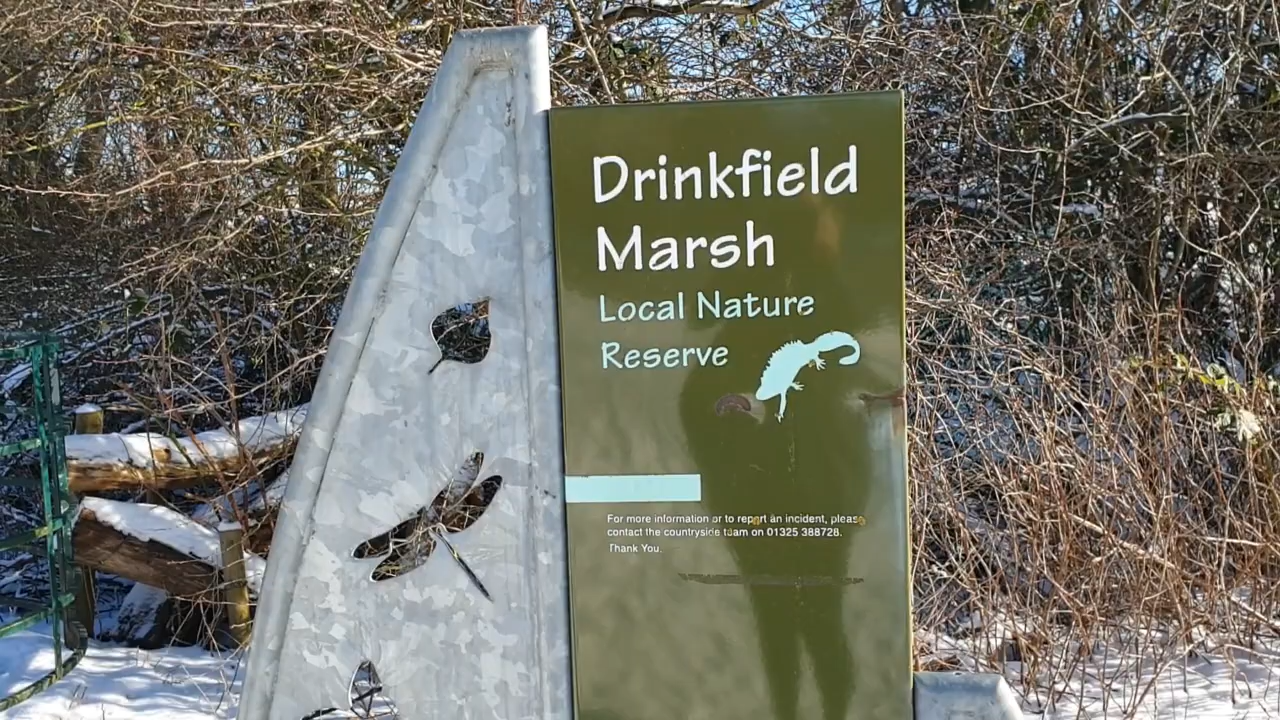 Drinkfield
Marsh
Local Nature
Reserve
For more information or to report an incident, please
contact the countryside team on 01325 388728.
Thank You.